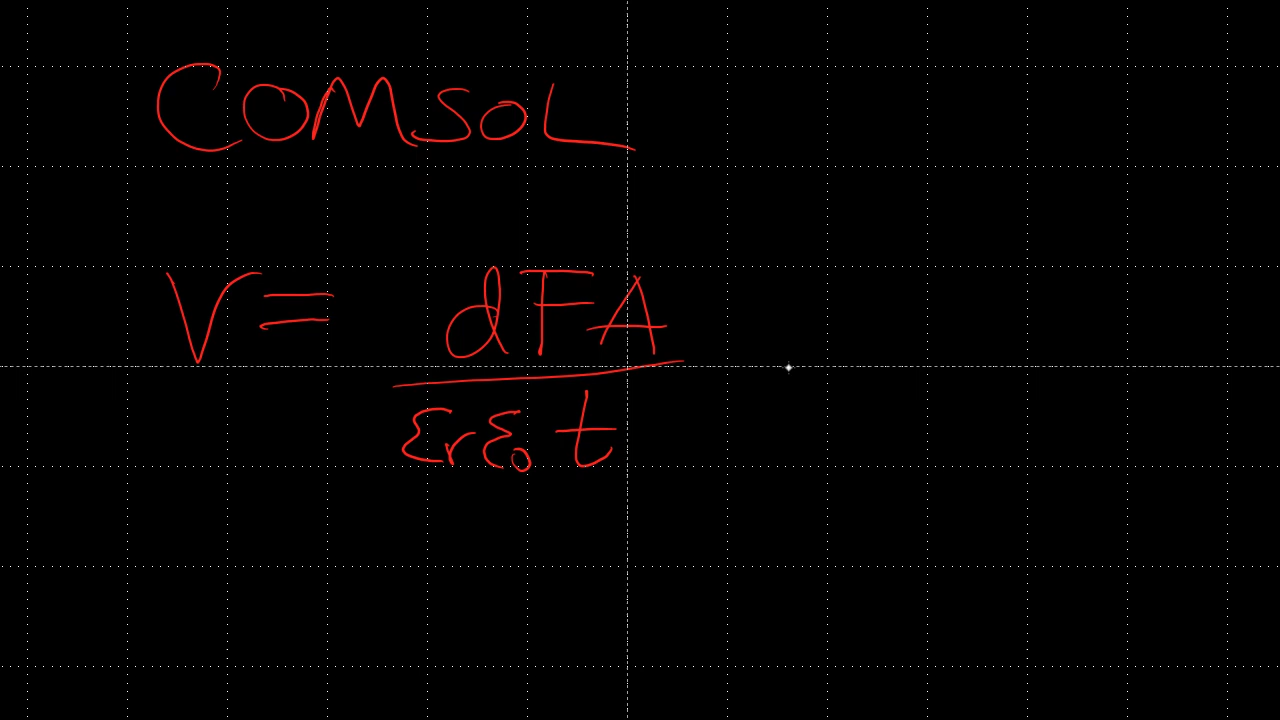 COMSOL
V = dFA
εrε0 t